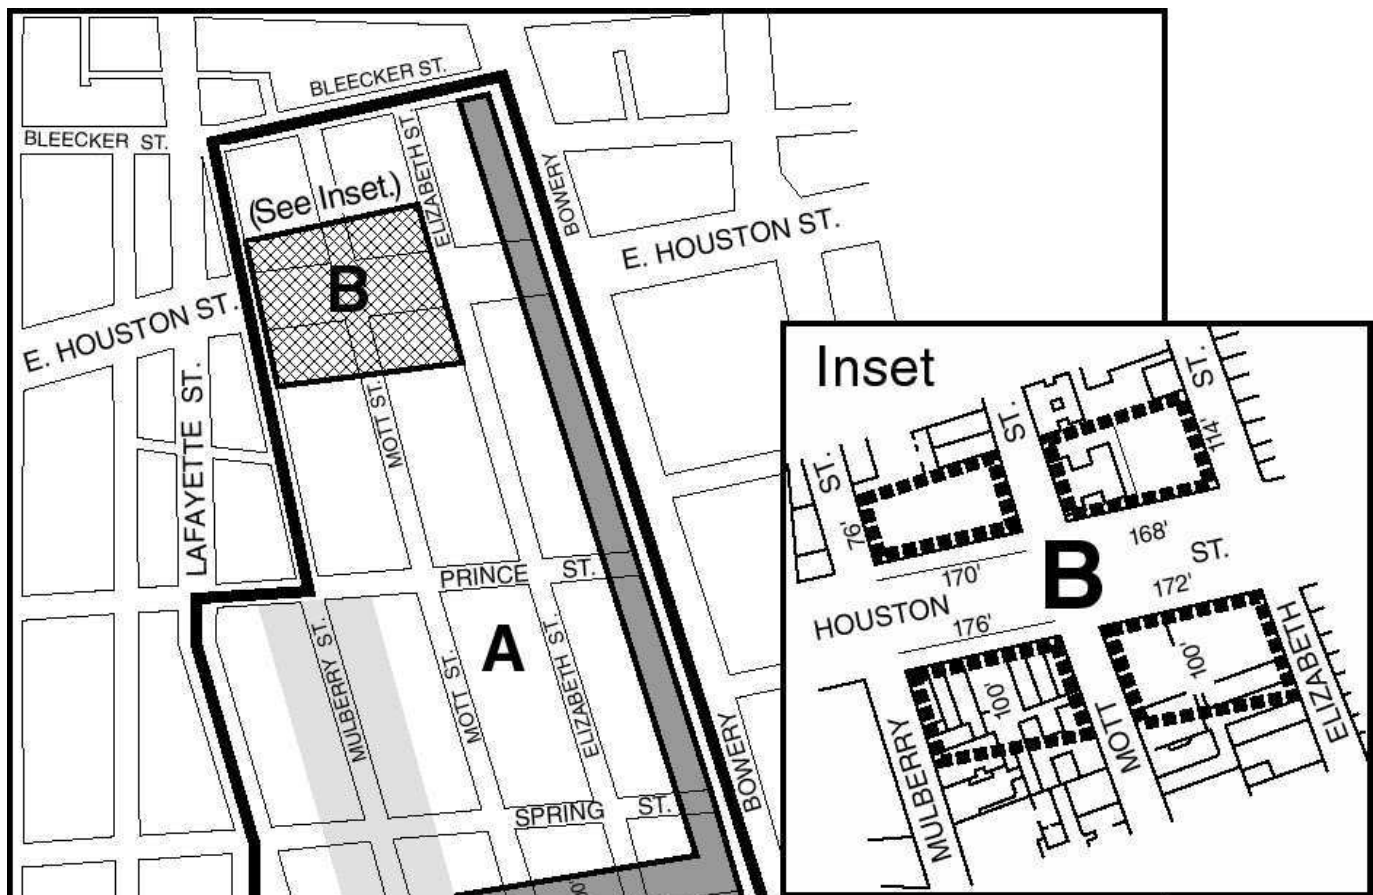 BLEECKER ST.
BLEECKER ST.
ELIZABETH ST.
BOWERY
(See Inset.)
E. HOUSTON ST.
B
E. HOUSTON ST.
LAFAYETTE ST.
MOTT ST.
PRINCE ST.
A
MULBERRY ST.
MOTT ST.
ELIZABETH ST.
BOWERY
SPRING ST.
Inset
ST.
ST.
ST.
114'
76'
168'
170'
B
ST.
HOUSTON
172'
176'
100'
100'
MULBERRY
MOTT
ELIZABETH